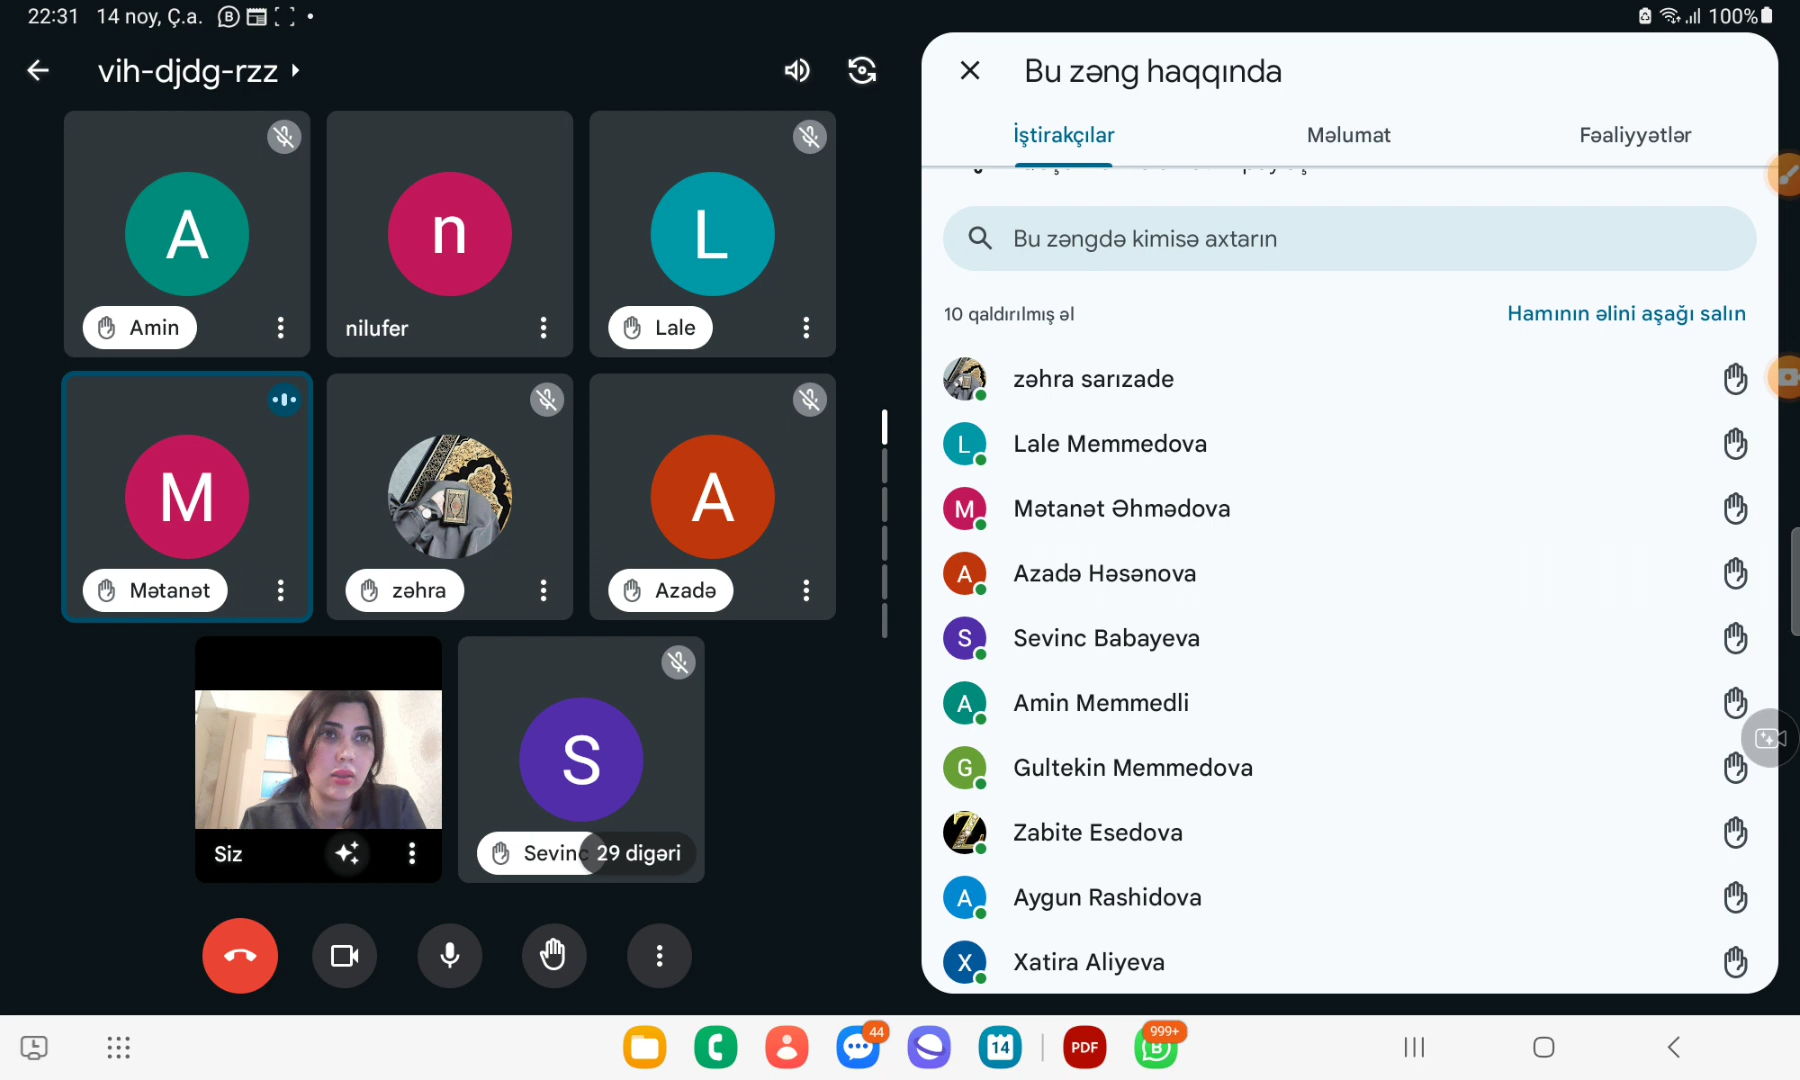 22:31 14 noy, Ç.a.
100%
vih-djdg-rzz
A
Amin
n
nilufer
L
Lale
M
Mətanət
zəhra
A
Azadə
Siz
S
Sevinc
29 digəri
Bu zəng haqqında
İştirakçılar
Məlumat
Fəaliyyətlər
Bu zəngdə kimisə axtarın
10 qaldırılmış əl
Hamının əlini aşağı salın
zəhra sarızade
L Lale Memmedova
M Mətanət Əhmədova
A Azadə Həsənova
S Sevinc Babayeva
A Amin Memmedli
G Gultekin Memmedova
Z Zabite Esedova
A Aygun Rashidova
X Xatira Aliyeva
44
14
PDF
999+
B